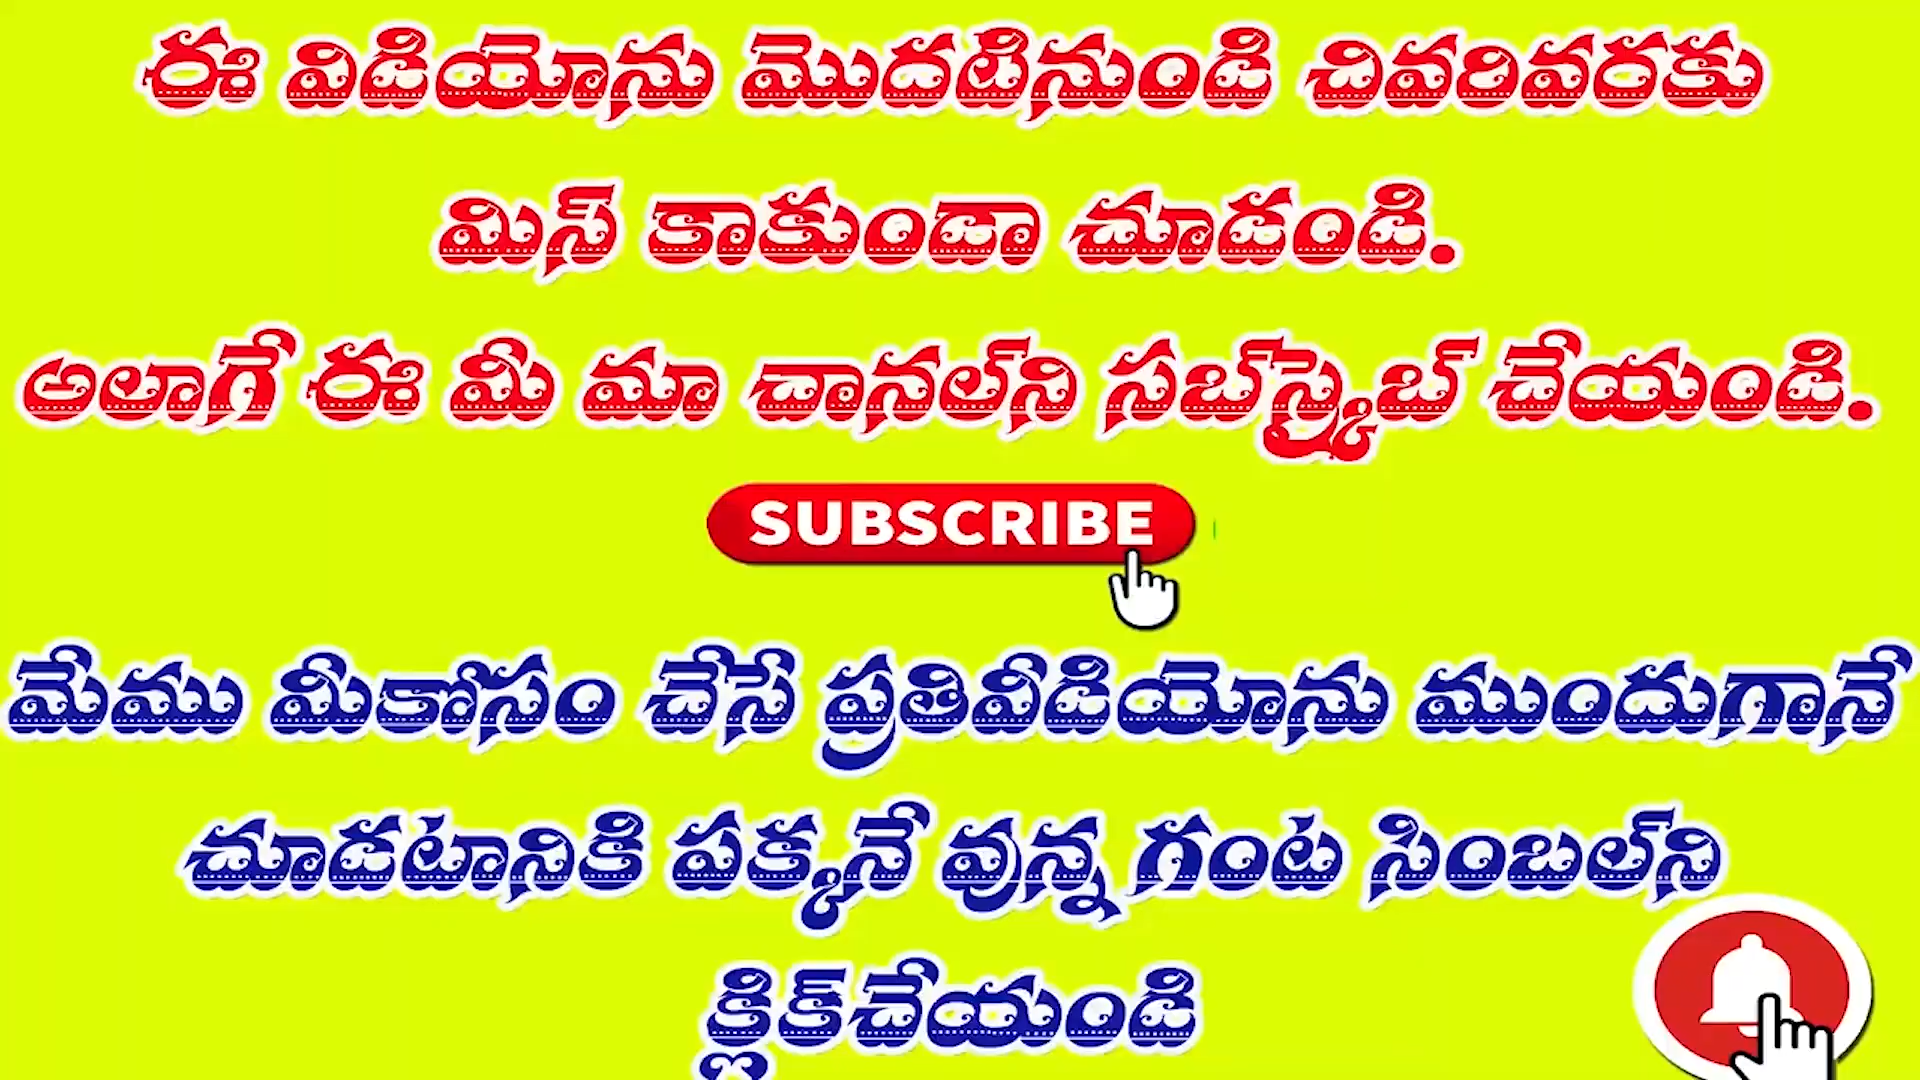 ఈ విడియోను మొదటినుండి చివరివరకు
మిస్ కాకుండా చూడండి.
అలాగే ఈ మీ మా చానల్‌ని సబ్‌స్క్రైబ్ చేయండి.
SUBSCRIBE
మేము మీకోసం చేసే ప్రతివీడియోను ముందుగానే
చూడటానికి పక్కనే వున్న గంట సింబల్‌ని
క్లిక్‌చేయండి